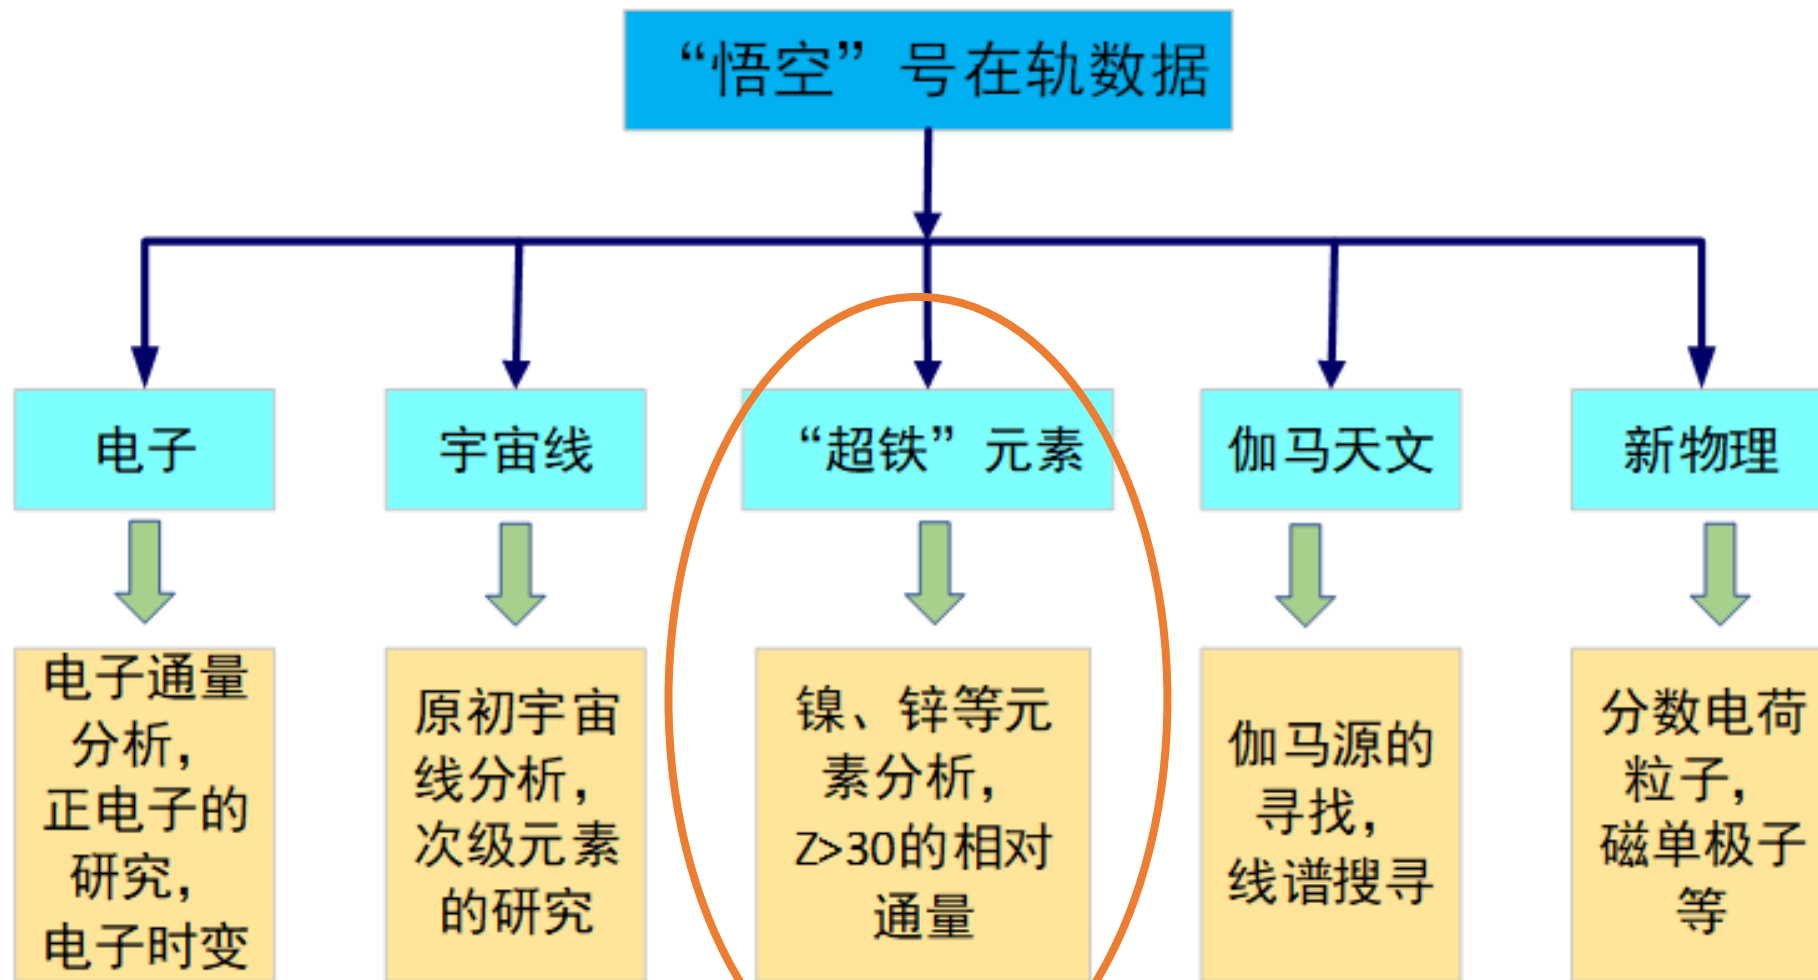 “悟空”号在轨数据
电子
宇宙线
“超铁”元素
伽马天文
新物理
电子通量
分析，
正电子的
研究，
电子时变
原初宇宙
线分析，
次级元素
的研究
镍、锌等元
素分析，
Z>30的相对
通量
伽马源的
寻找，
线谱搜寻
分数电荷
粒子，
磁单极子
等